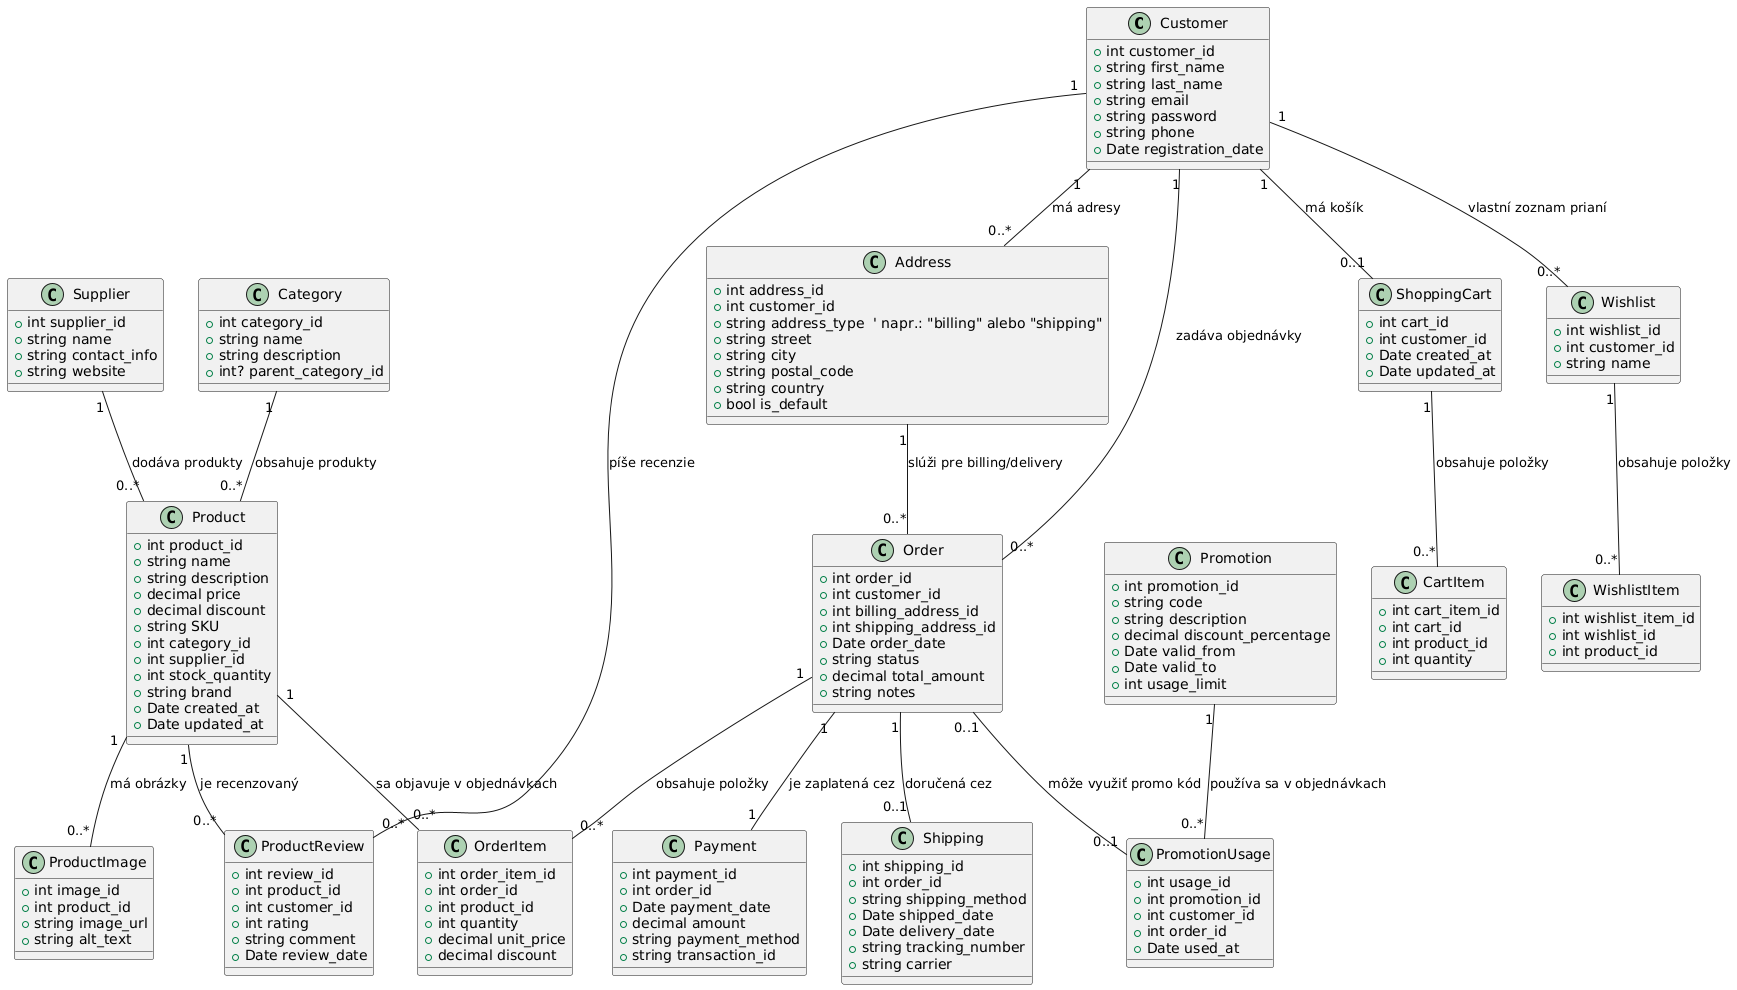 Customer
int customer_id
string first_name
string last_name
string email
string password
string phone
Date registration_date
1
1
1
1
1
1
má adresy
má košík
vlastní zoznam prianí
0..*
0..1
0..*
zadáva objednávky
píše recenzie
Supplier
int supplier_id
string name
string contact_info
string website
Category
int category_id
string name
string description
int? parent_category_id
Address
int address_id
int customer_id
string address_type ' napr.: "billing" alebo "shipping"
string street
string city
string postal_code
string country
bool is_default
ShoppingCart
int cart_id
int customer_id
Date created_at
Date updated_at
Wishlist
int wishlist_id
int customer_id
string name
1
1
1
1
1
dodáva produkty
obsahuje produkty
slúži pre billing/delivery
obsahuje položky
obsahuje položky
0..*
0..*
0..*
0..*
0..*
0..*
Product
int product_id
string name
string description
decimal price
decimal discount
string SKU
int category_id
int supplier_id
int stock_quantity
string brand
Date created_at
Date updated_at
Order
int order_id
int customer_id
int billing_address_id
int shipping_address_id
Date order_date
string status
decimal total_amount
string notes
Promotion
int promotion_id
string code
string description
decimal discount_percentage
Date valid_from
Date valid_to
int usage_limit
CartItem
int cart_item_id
int cart_id
int product_id
int quantity
WishlistItem
int wishlist_item_id
int wishlist_id
int product_id
1
1
1
1
1
1
0..1
1
má obrázky
je recenzovaný
sa objavuje v objednávkach
obsahuje položky
je zaplatená cez
doručená cez
môže využiť promo kód
používa sa v objednávkach
0..*
0..*
0..*
0..*
0..*
1
0..1
0..1
0..*
ProductImage
int image_id
int product_id
string image_url
string alt_text
ProductReview
int review_id
int product_id
int customer_id
int rating
string comment
Date review_date
OrderItem
int order_item_id
int order_id
int product_id
int quantity
decimal unit_price
decimal discount
Payment
int payment_id
int order_id
Date payment_date
decimal amount
string payment_method
string transaction_id
Shipping
int shipping_id
int order_id
string shipping_method
Date shipped_date
Date delivery_date
string tracking_number
string carrier
PromotionUsage
int usage_id
int promotion_id
int customer_id
int order_id
Date used_at